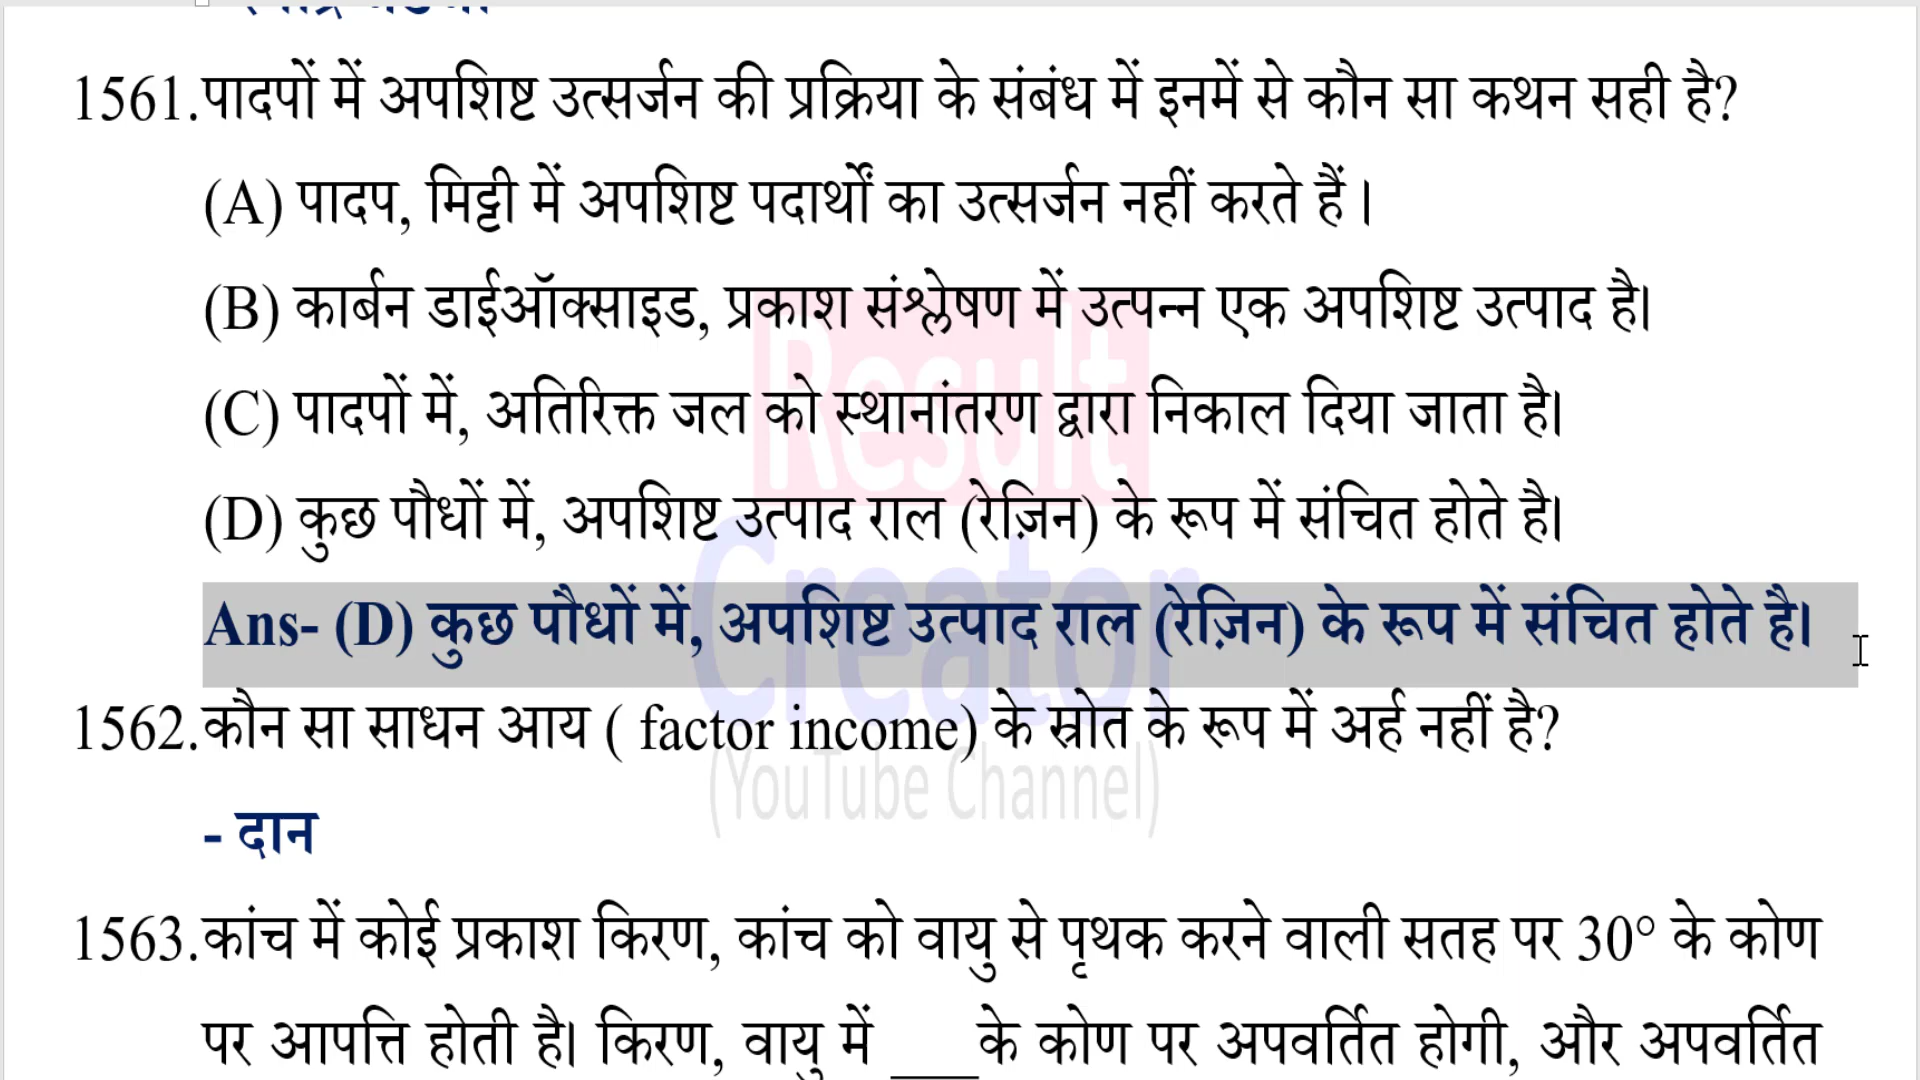 1561. पादपों में अपशिष्ट उत्सर्जन की प्रक्रिया के संबंध में इनमें से कौन सा कथन सही है?
(A) पादप, मिट्टी में अपशिष्ट पदार्थों का उत्सर्जन नहीं करते हैं ।
(B) कार्बन डाईऑक्साइड, प्रकाश संश्लेषण में उत्पन्न एक अपशिष्ट उत्पाद है।
(C) पादपों में, अतिरिक्त जल को स्थानांतरण द्वारा निकाल दिया जाता है।
(D) कुछ पौधों में, अपशिष्ट उत्पाद राल (रेज़िन) के रूप में संचित होते है।
Ans- (D) कुछ पौधों में, अपशिष्ट उत्पाद राल (रेज़िन) के रूप में संचित होते है।
1562. कौन सा साधन आय ( factor income) के स्रोत के रूप में अर्ह नहीं है?
- दान
1563. कांच में कोई प्रकाश किरण, कांच को वायु से पृथक करने वाली सतह पर 30° के कोण
पर आपत्ति होती है। किरण, वायु में ___के कोण पर अपवर्तित होगी, और अपवर्तित
Result
Creator
(YouTube Channel)